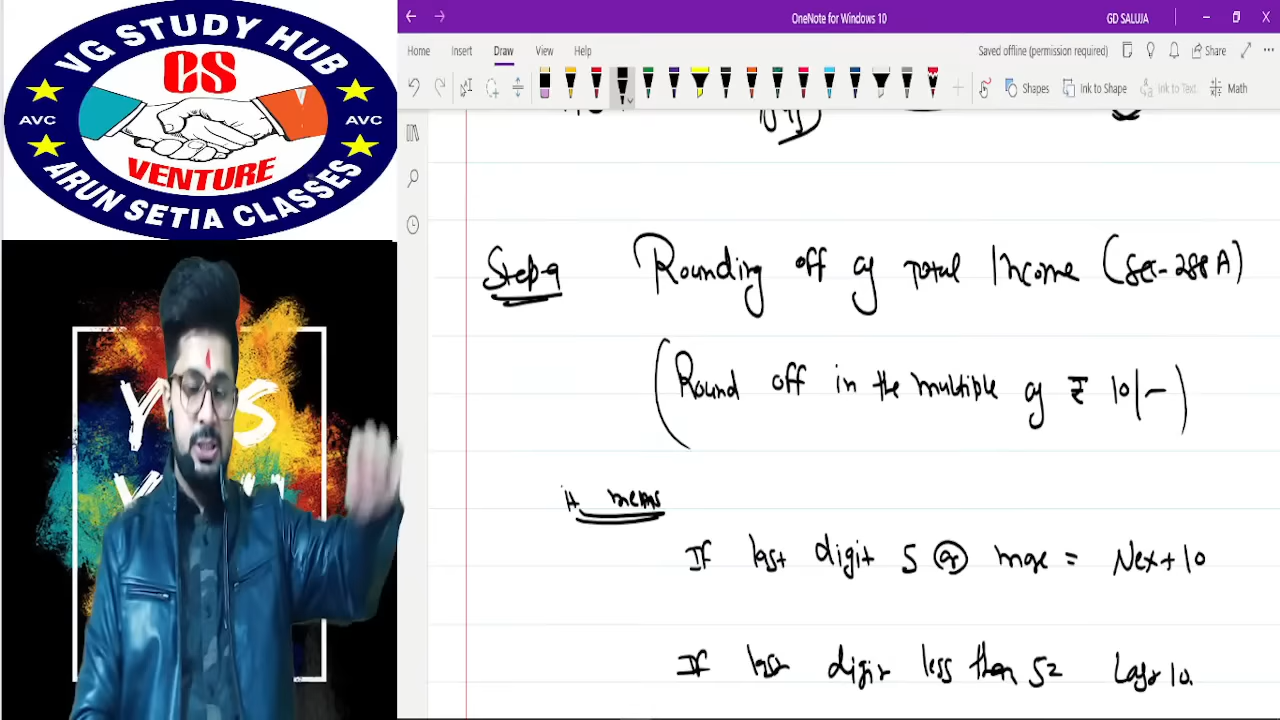 VG STUDY HUB
CS
AVC
AVC
VENTURE
ARUN SETIA CLASSES
OneNote for Windows 10
GD SALUJA
Home Insert Draw View Help
Saved offline (permission required)
Share
Shapes
Ink to Shape
Ink to Text
Math
Step-9 Rounding off of Total Income (Sec-288A)
(Round off in the multiple of ₹ 10/-)
it means
If last digit 5 or more = Next 10
If last digit less than 5 = Last 10.